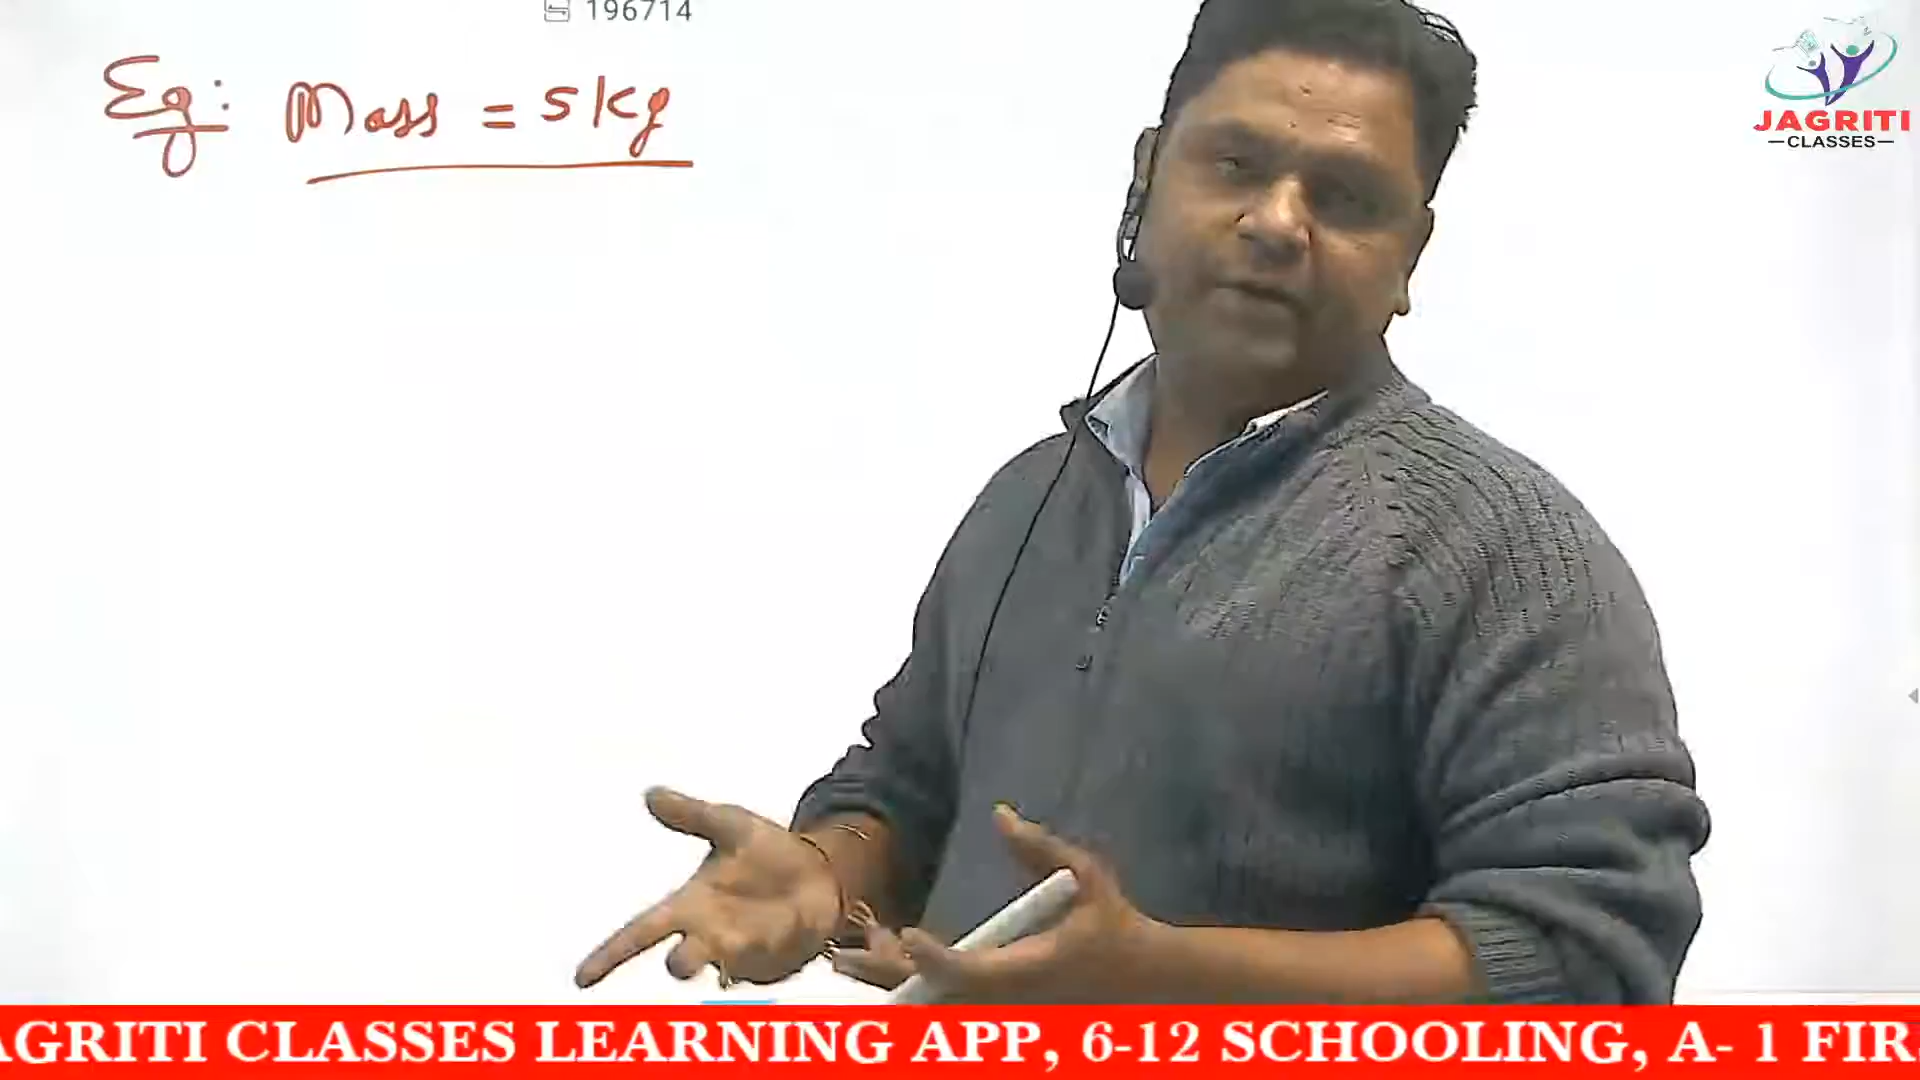 196714
Eg: Mass = 5kg
JAGRITI
CLASSES
AGRITI CLASSES LEARNING APP, 6-12 SCHOOLING, A- 1 FIR